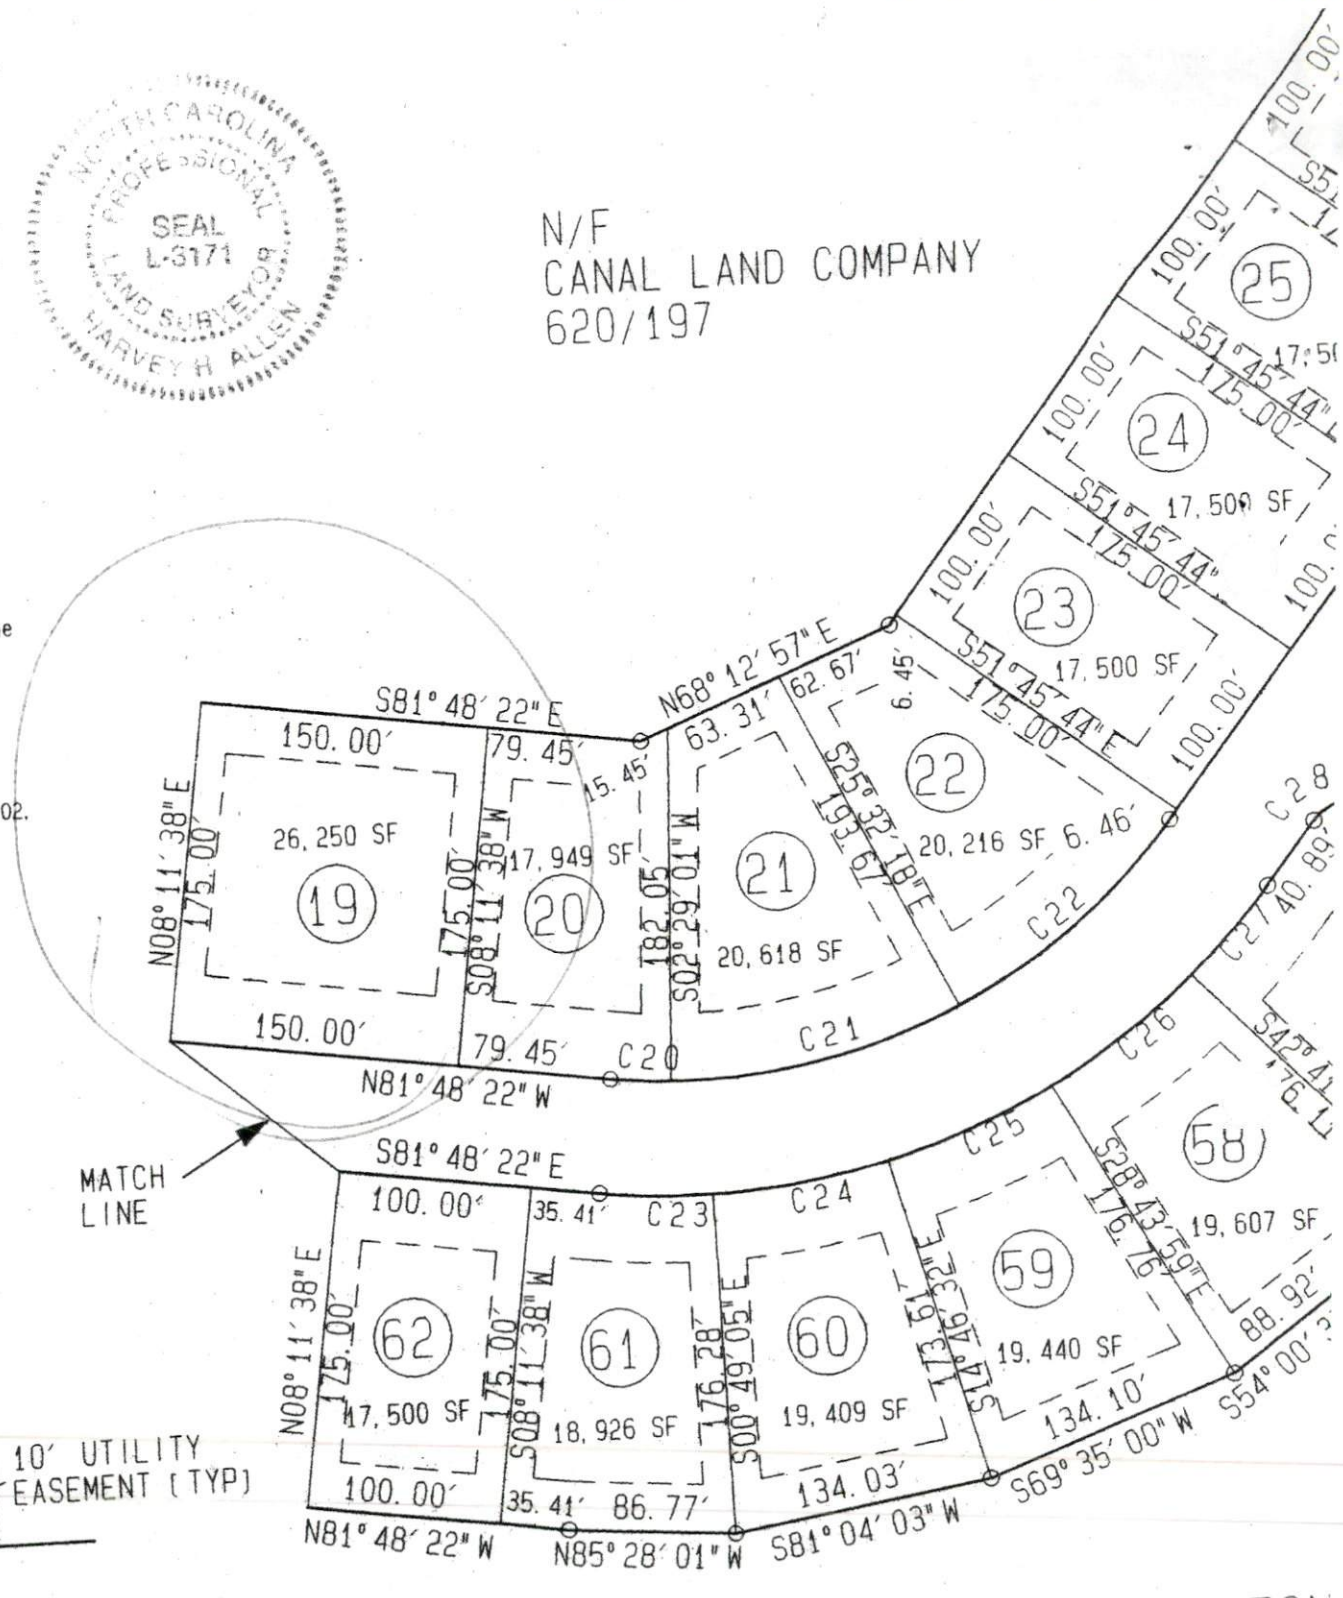 NORTH CAROLINA
PROFESSIONAL
SEAL
L-3171
LAND SURVEYOR
HARVEY H ALLEN
N/F
CANAL LAND COMPANY
620/197
100.00'
100.00'
25
S51°45'44"
175.00'
100.00'
24
17,500 SF
S51°45'44"
175.00'
100.00'
23
17,500 SF
S51°45'44"E
175.00'
100.00'
N68°12'57"E
62.67'
63.31'
6.45'
22
20,216 SF
6.46'
C22
S25°32'18"E
193.67'
21
20,618 SF
C21
S81°48'22"E
150.00'
79.45'
15.45'
N08°11'38"E
175.00'
26,250 SF
19
S08°11'38"W
175.00'
17,949 SF
20
182.05'
S02°29'01"W
150.00'
79.45'
C20
N81°48'22"W
MATCH
LINE
C28
40.89'
C27
C26
C25
C24
C23
S81°48'22"E
100.00'
35.41'
N08°11'38"E
175.00'
62
17,500 SF
175.00'
S08°11'38"W
61
18,926 SF
176.28'
S00°49'05"E
60
19,409 SF
173.61'
S14°46'32"E
59
19,440 SF
S28°43'59"E
176.76'
58
19,607 SF
88.92'
134.10'
S69°35'00"W
134.03'
S81°04'03"W
100.00'
35.41'
86.77'
N81°48'22"W
N85°28'01"W
10' UTILITY
EASEMENT (TYP)
02.